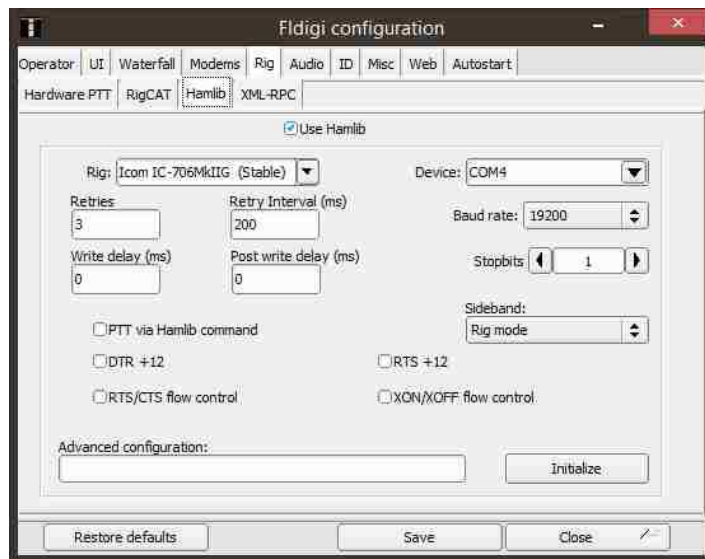 Fldigi configuration
Operator UI Waterfall Modems Rig Audio ID Misc Web Autostart
Hardware PTT RigCAT Hamlib XML-RPC
Use Hamlib
Rig: Icom IC-706MkIIG (Stable) Device: COM4
Retries Retry Interval (ms)
3 200 Baud rate: 19200
Write delay (ms) Post write delay (ms)
0 0 Stopbits 1
Sideband:
PTT via Hamlib command Rig mode
DTR +12 RTS +12
RTS/CTS flow control XON/XOFF flow control
Advanced configuration:
Initialize
Restore defaults Save Close